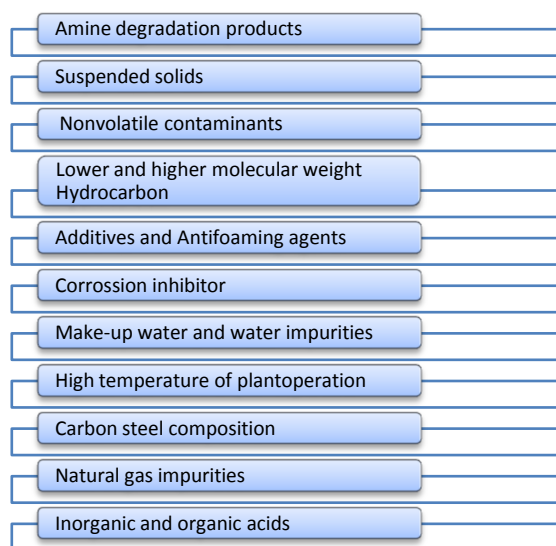 Amine degradation products
Suspended solids
Nonvolatile contaminants
Lower and higher molecular weight
Hydrocarbon
Additives and Antifoaming agents
Corrossion inhibitor
Make-up water and water impurities
High temperature of plantoperation
Carbon steel composition
Natural gas impurities
Inorganic and organic acids